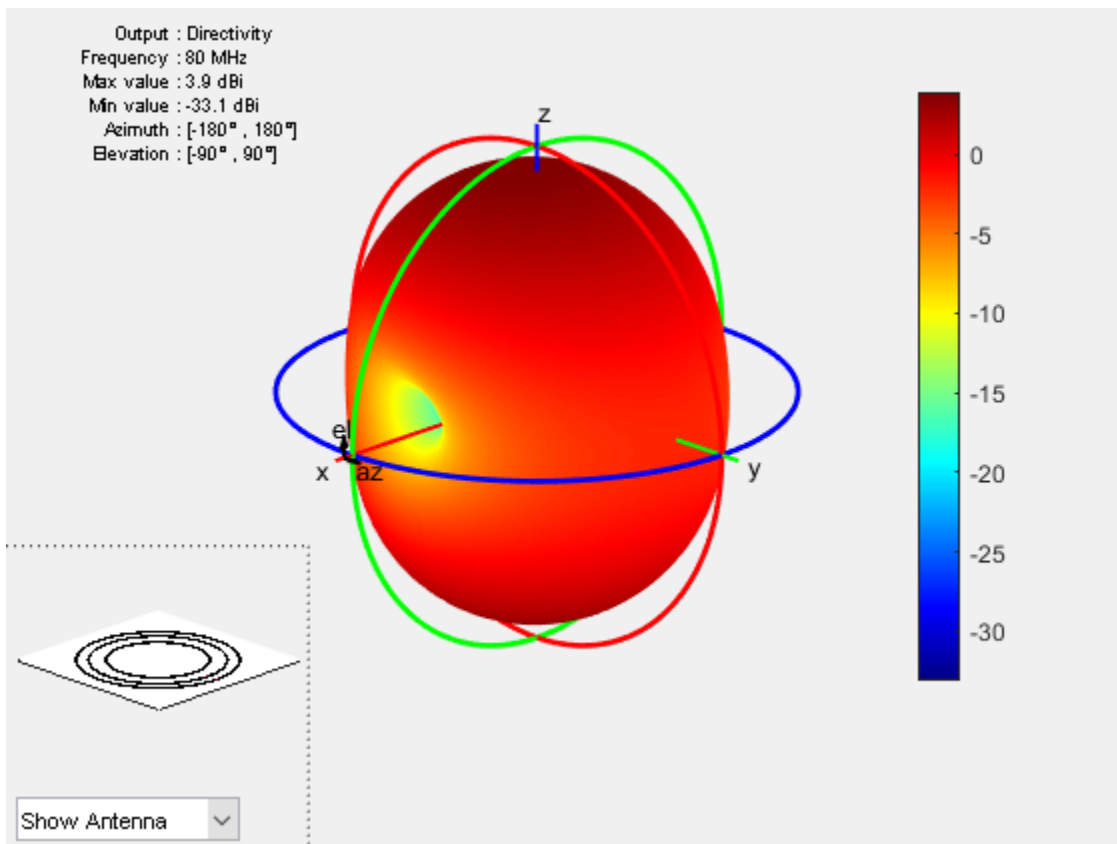 Output : Directivity
Frequency : 80 MHz
Max value : 3.9 dBi
Min value : -33.1 dBi
Azimuth : [-180° , 180°]
Elevation : [-90° , 90°]
z
0
-5
-10
-15
-20
-25
-30
el
x
az
y
Show Antenna